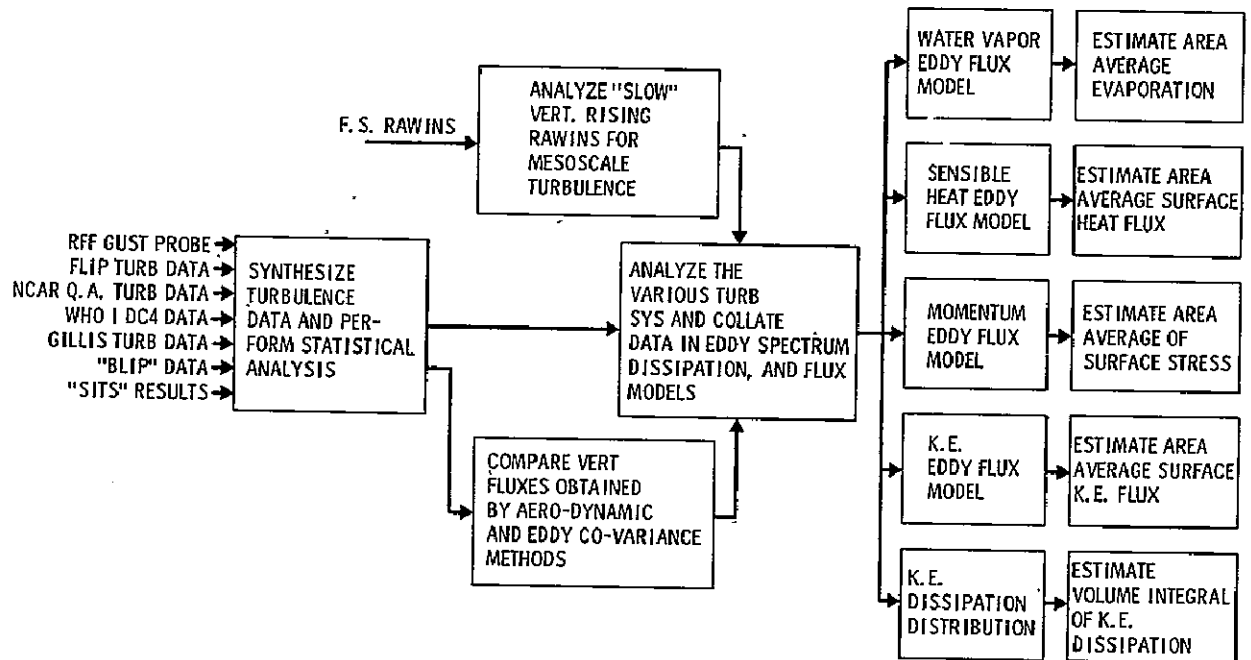 F. S. RAWINS
ANALYZE "SLOW"
VERT. RISING
RAWINS FOR
MESOSCALE
TURBULENCE
RFF GUST PROBE
FLIP TURB DATA
NCAR Q.A. TURB DATA
WHO I DC4 DATA
GILLIS TURB DATA
"BLIP" DATA
"SITS" RESULTS
SYNTHESIZE
TURBULENCE
DATA AND PER-
FORM STATISTICAL
ANALYSIS
COMPARE VERT
FLUXES OBTAINED
BY AERO-DYNAMIC
AND EDDY CO-VARIANCE
METHODS
ANALYZE THE
VARIOUS TURB
SYS AND COLLATE
DATA IN EDDY SPECTRUM
DISSIPATION, AND FLUX
MODELS
WATER VAPOR
EDDY FLUX
MODEL
ESTIMATE AREA
AVERAGE
EVAPORATION
SENSIBLE
HEAT EDDY
FLUX MODEL
ESTIMATE AREA
AVERAGE SURFACE
HEAT FLUX
MOMENTUM
EDDY FLUX
MODEL
ESTIMATE AREA
AVERAGE OF
SURFACE STRESS
K.E.
EDDY FLUX
MODEL
ESTIMATE AREA
AVERAGE SURFACE
K.E. FLUX
K.E.
DISSIPATION
DISTRIBUTION
ESTIMATE
VOLUME INTEGRAL
OF K.E.
DISSIPATION